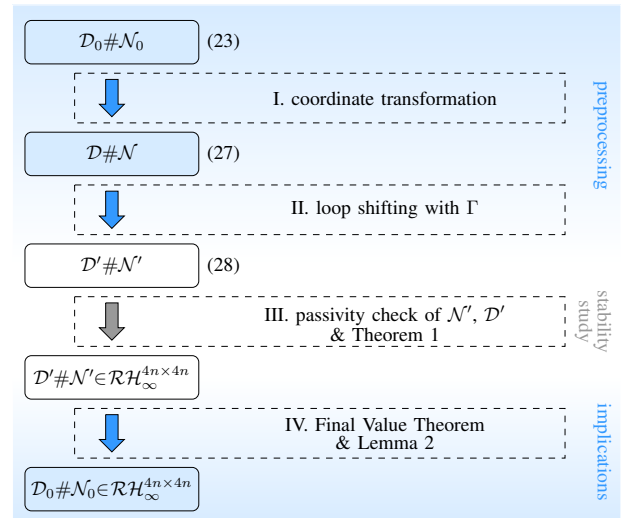 𝒟₀#𝒩₀ (23)
I. coordinate transformation
𝒟#𝒩 (27)
II. loop shifting with Γ
𝒟′#𝒩′ (28)
III. passivity check of 𝒩′, 𝒟′
& Theorem 1
𝒟′#𝒩′∈ℛℋ∞^{4n×4n}
IV. Final Value Theorem
& Lemma 2
𝒟₀#𝒩₀∈ℛℋ∞^{4n×4n}
preprocessing
stability
study
implications